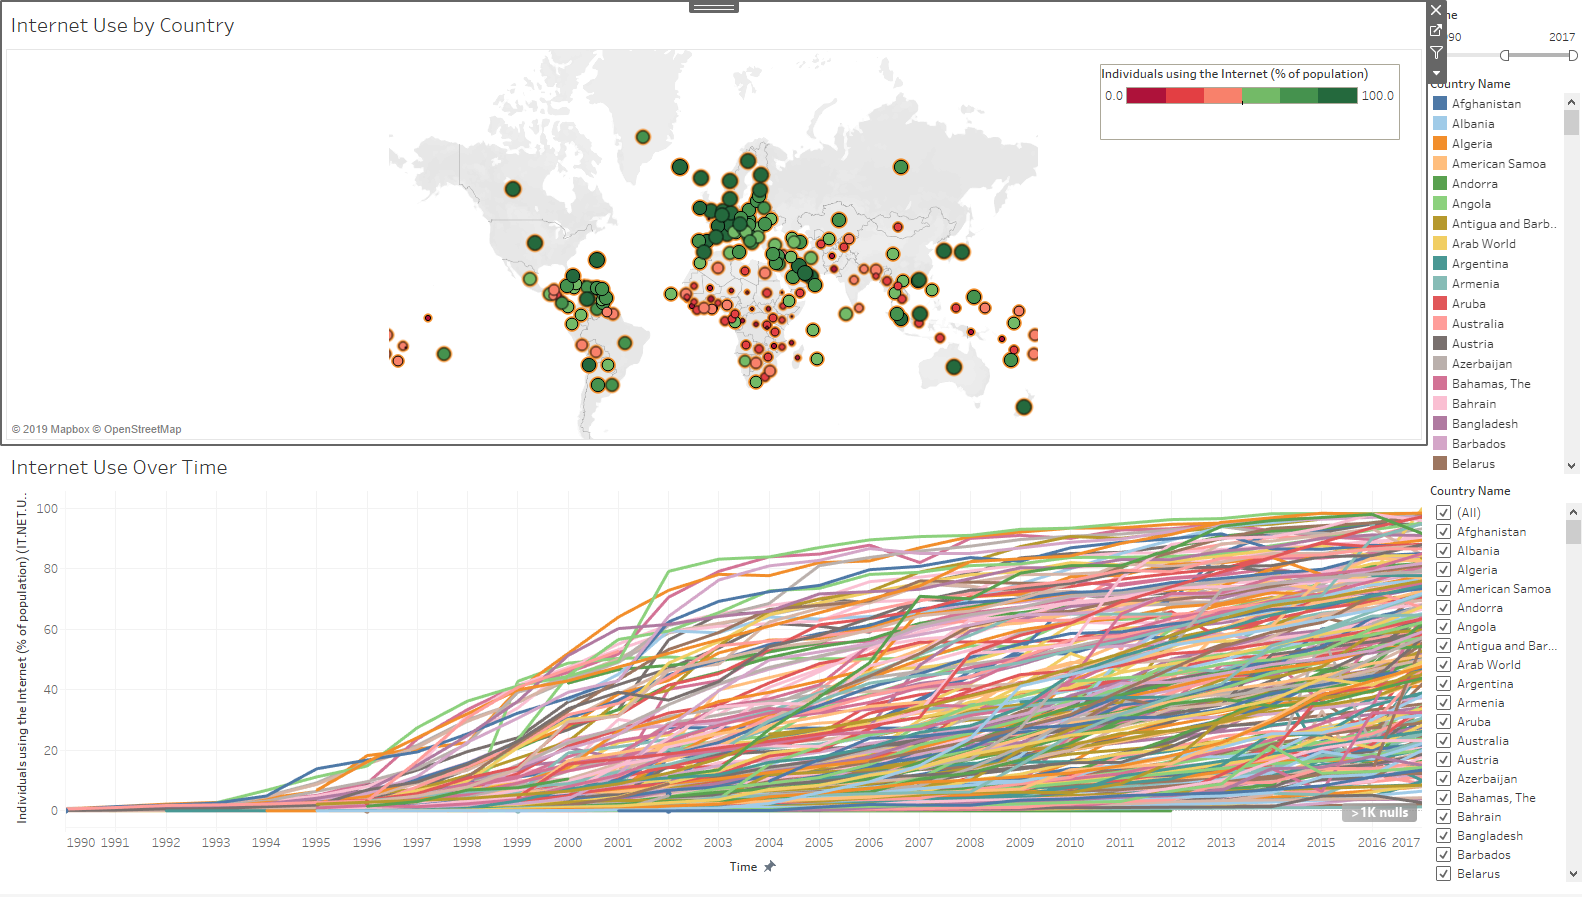 Internet Use by Country
Individuals using the Internet (% of population)
0.0 100.0
© 2019 Mapbox © OpenStreetMap
2017
Country Name
Afghanistan
Albania
Algeria
American Samoa
Andorra
Angola
Antigua and Barb..
Arab World
Argentina
Armenia
Aruba
Australia
Austria
Azerbaijan
Bahamas, The
Bahrain
Bangladesh
Barbados
Belarus
Internet Use Over Time
Individuals using the Internet (% of population) (IT.NET.U..
100
80
60
40
20
0
>1K nulls
1990 1991 1992 1993 1994 1995 1996 1997 1998 1999 2000 2001 2002 2003 2004 2005 2006 2007 2008 2009 2010 2011 2012 2013 2014 2015 2016 2017
Time
Country Name
(All)
Afghanistan
Albania
Algeria
American Samoa
Andorra
Angola
Antigua and Bar...
Arab World
Argentina
Armenia
Aruba
Australia
Austria
Azerbaijan
Bahamas, The
Bahrain
Bangladesh
Barbados
Belarus